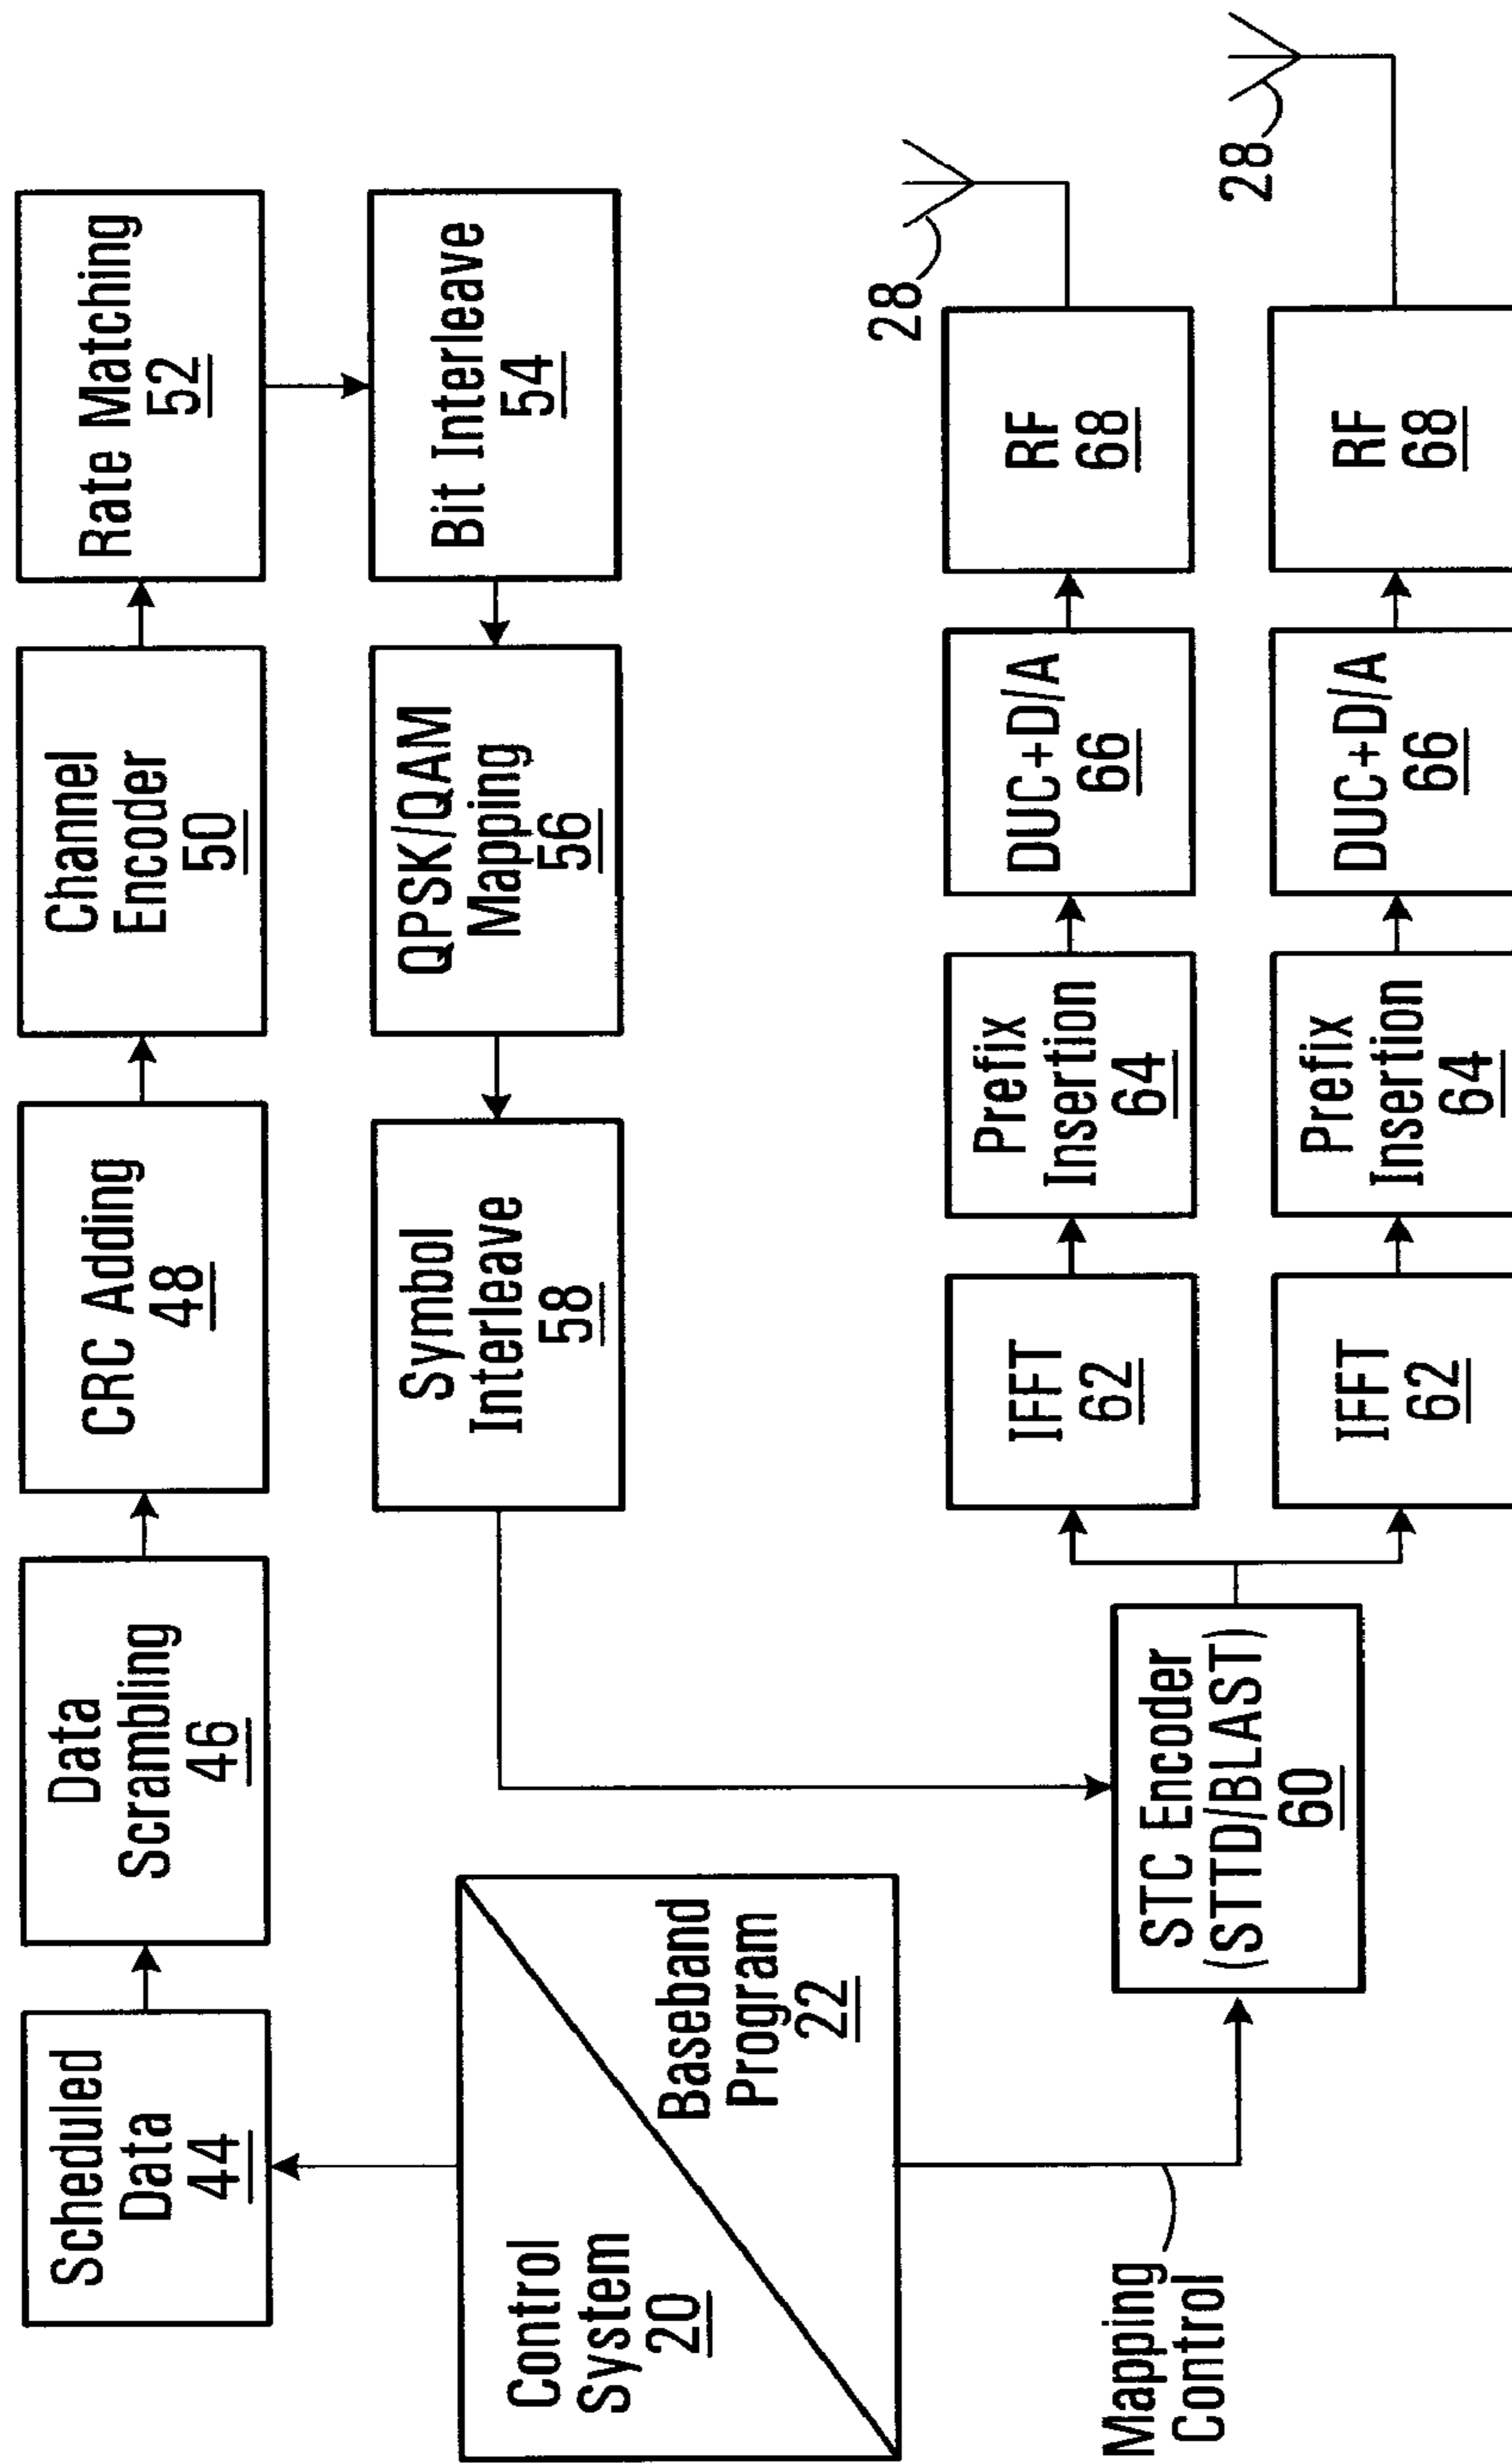 Scheduled
Data
44
Data
Scrambling
46
CRC Adding
48
Channel
Encoder
50
Rate Matching
52
Bit Interleave
54
QPSK/QAM
Mapping
56
Symbol
Interleave
58
Control
System
20
Baseband
Program
22
Mapping
Control
STC Encoder
(STTD/BLAST)
60
IFFT
62
Prefix
Insertion
64
DUC+D/A
66
RF
68
28
IFFT
62
Prefix
Insertion
64
DUC+D/A
66
RF
68
28